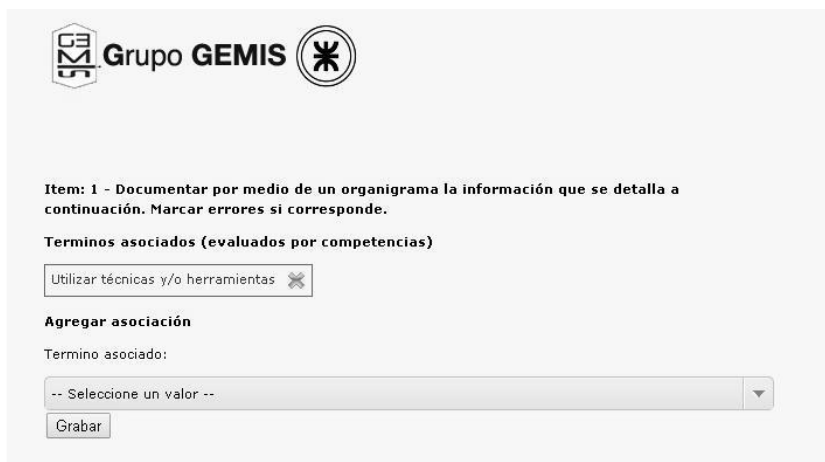 Grupo GEMIS
Item: 1 - Documentar por medio de un organigrama la información que se detalla a
continuación. Marcar errores si corresponde.
Terminos asociados (evaluados por competencias)
Utilizar técnicas y/o herramientas
Agregar asociación
Termino asociado:
-- Seleccione un valor --
Grabar